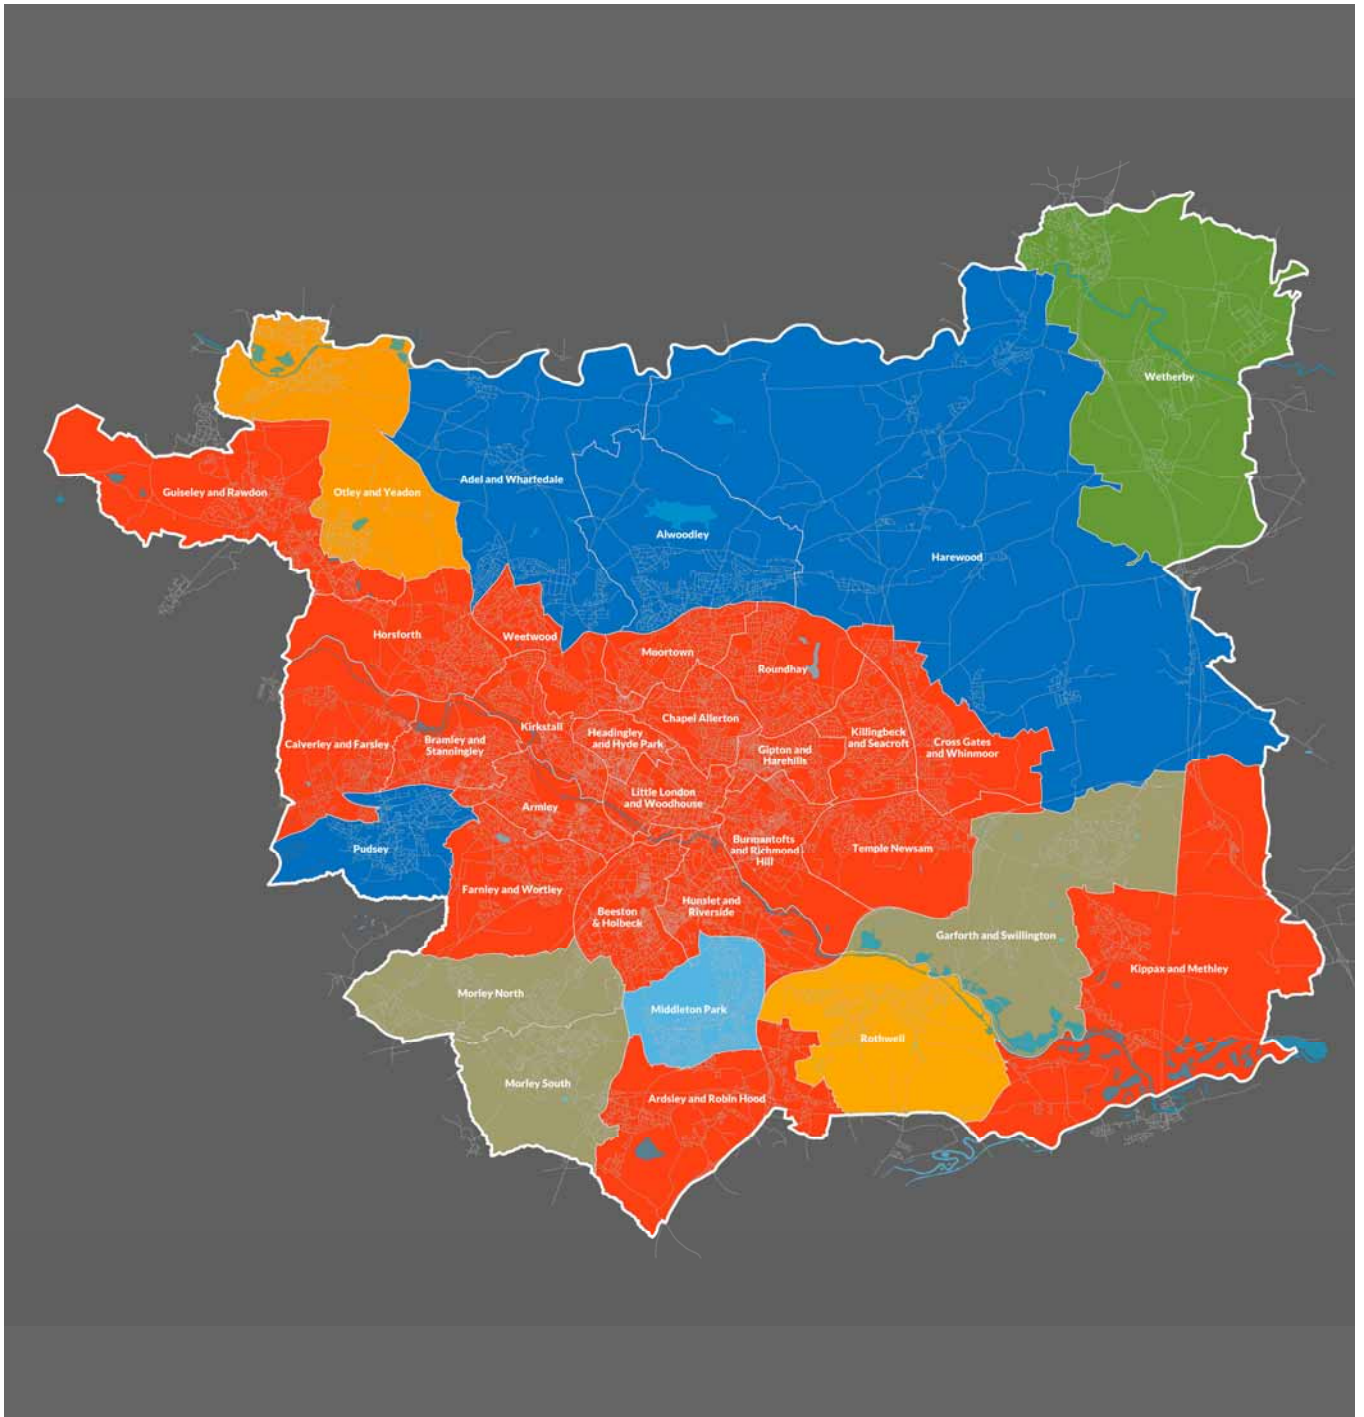 Wetherby
Adel and Wharfedale
Guiseley and Rawdon
Otley and Yeadon
Alwoodley
Harewood
Horsforth
Weetwood
Moortown
Roundhay
Chapel Allerton
Kirkstall
Headingley
and Hyde Park
Killingbeck
and Seacroft
Calverley and Farsley
Bramley and
Stanningley
Gipton and
Harehills
Cross Gates
and Whinmoor
Little London
and Woodhouse
Armley
Pudsey
Burmantofts
and Richmond
Hill
Temple Newsam
Farnley and Wortley
Beeston
& Holbeck
Hunslet and
Riverside
Garforth and Swillington
Kippax and Methley
Morley North
Middleton Park
Rothwell
Morley South
Ardsley and Robin Hood